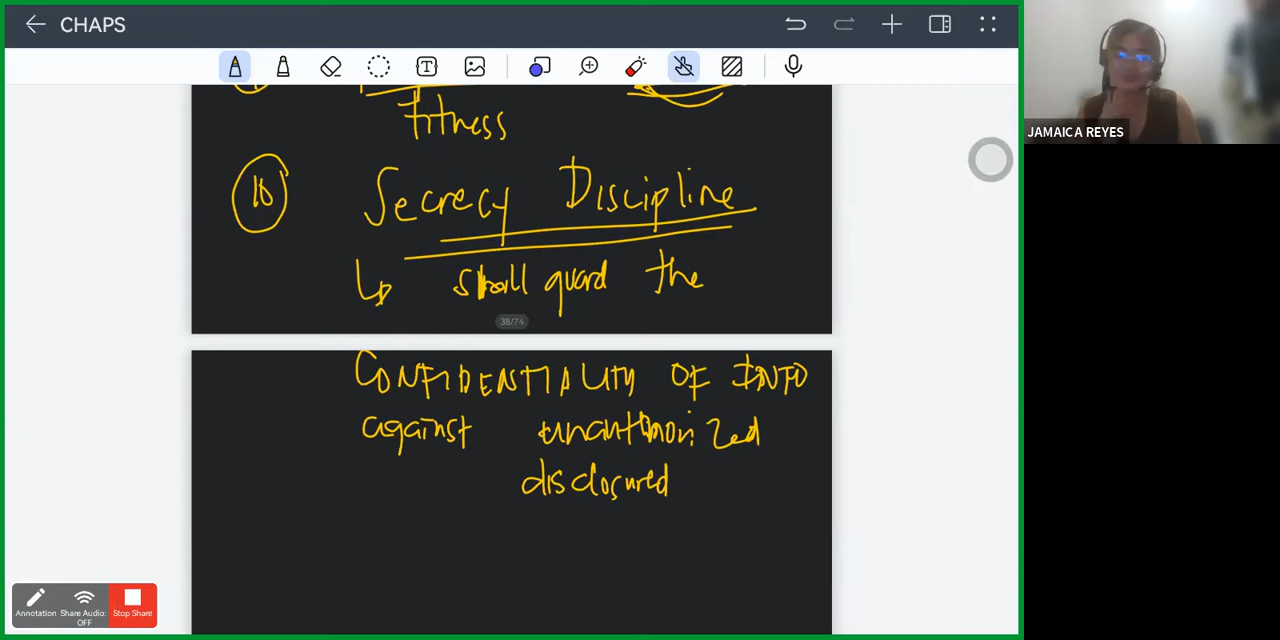 CHAPS
JAMAICA REYES
fitness
10 Secrecy Discipline
↳ shall guard the
38/74
CONFIDENTIALITY OF INFO
against unauthorized
disclosured
Annotation Share Audio: OFF Stop Share